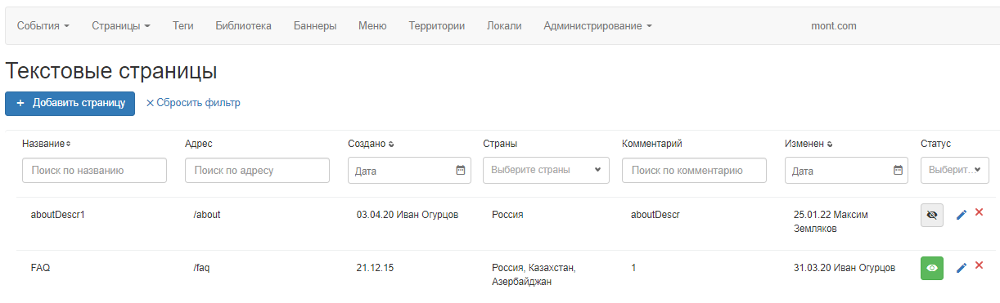 События Страницы Теги Библиотека Баннеры Меню Территории Локали Администрирование mont.com
Текстовые страницы
+ Добавить страницу × Сбросить фильтр
Название Адрес Создано Страны Комментарий Изменен Статус
Поиск по названию Поиск по адресу Дата Выберите страны Поиск по комментарию Дата Выберит...
aboutDescr1 /about 03.04.20 Иван Огурцов Россия aboutDescr 25.01.22 Максим
Земляков
FAQ /faq 21.12.15 Россия, Казахстан, 1 31.03.20 Иван Огурцов
Азербайджан